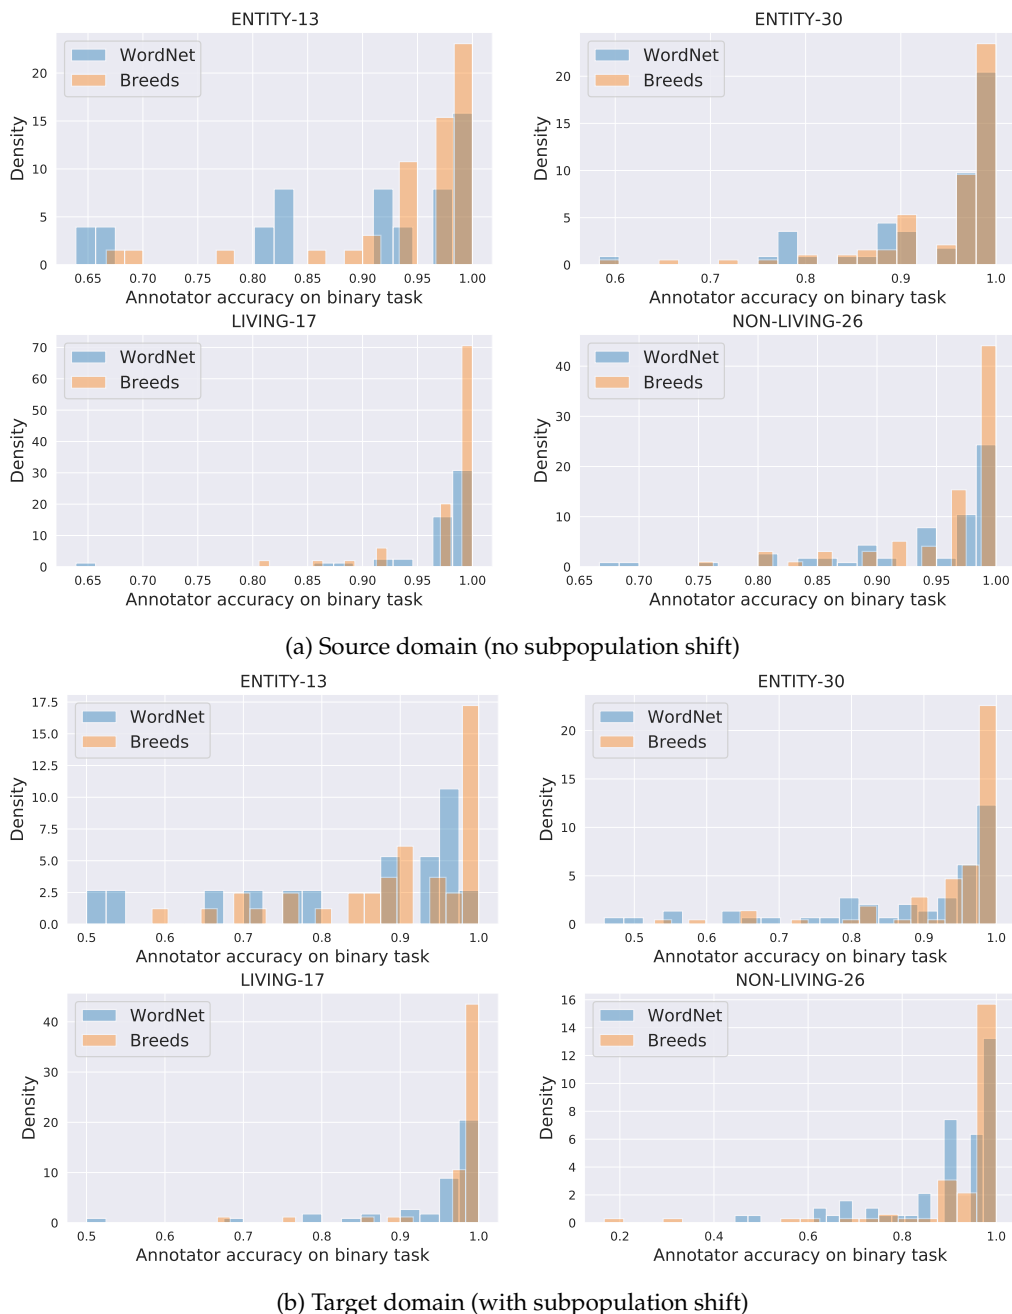 ENTITY-13
WordNet
Breeds
Density
20
15
10
5
0
0.65 0.70 0.75 0.80 0.85 0.90 0.95 1.00
Annotator accuracy on binary task
ENTITY-30
WordNet
Breeds
Density
20
15
10
5
0
0.6 0.7 0.8 0.9 1.0
Annotator accuracy on binary task
LIVING-17
WordNet
Breeds
Density
70
60
50
40
30
20
10
0
0.65 0.70 0.75 0.80 0.85 0.90 0.95 1.00
Annotator accuracy on binary task
NON-LIVING-26
WordNet
Breeds
Density
40
30
20
10
0
0.65 0.70 0.75 0.80 0.85 0.90 0.95 1.00
Annotator accuracy on binary task
(a) Source domain (no subpopulation shift)
ENTITY-13
WordNet
Breeds
Density
17.5
15.0
12.5
10.0
7.5
5.0
2.5
0.0
0.5 0.6 0.7 0.8 0.9 1.0
Annotator accuracy on binary task
ENTITY-30
WordNet
Breeds
Density
20
15
10
5
0
0.5 0.6 0.7 0.8 0.9 1.0
Annotator accuracy on binary task
LIVING-17
WordNet
Breeds
Density
40
30
20
10
0
0.5 0.6 0.7 0.8 0.9 1.0
Annotator accuracy on binary task
NON-LIVING-26
WordNet
Breeds
Density
16
14
12
10
8
6
4
2
0
0.2 0.4 0.6 0.8 1.0
Annotator accuracy on binary task
(b) Target domain (with subpopulation shift)